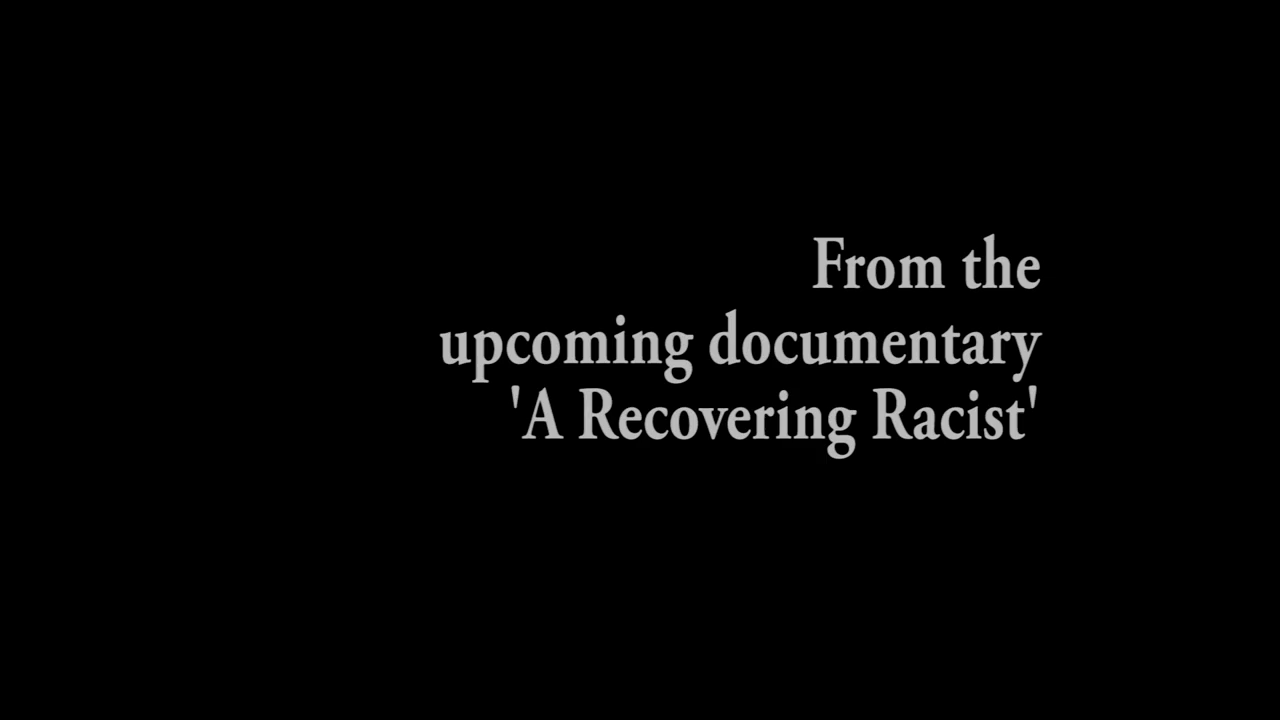 From the
upcoming documentary
'A Recovering Racist'